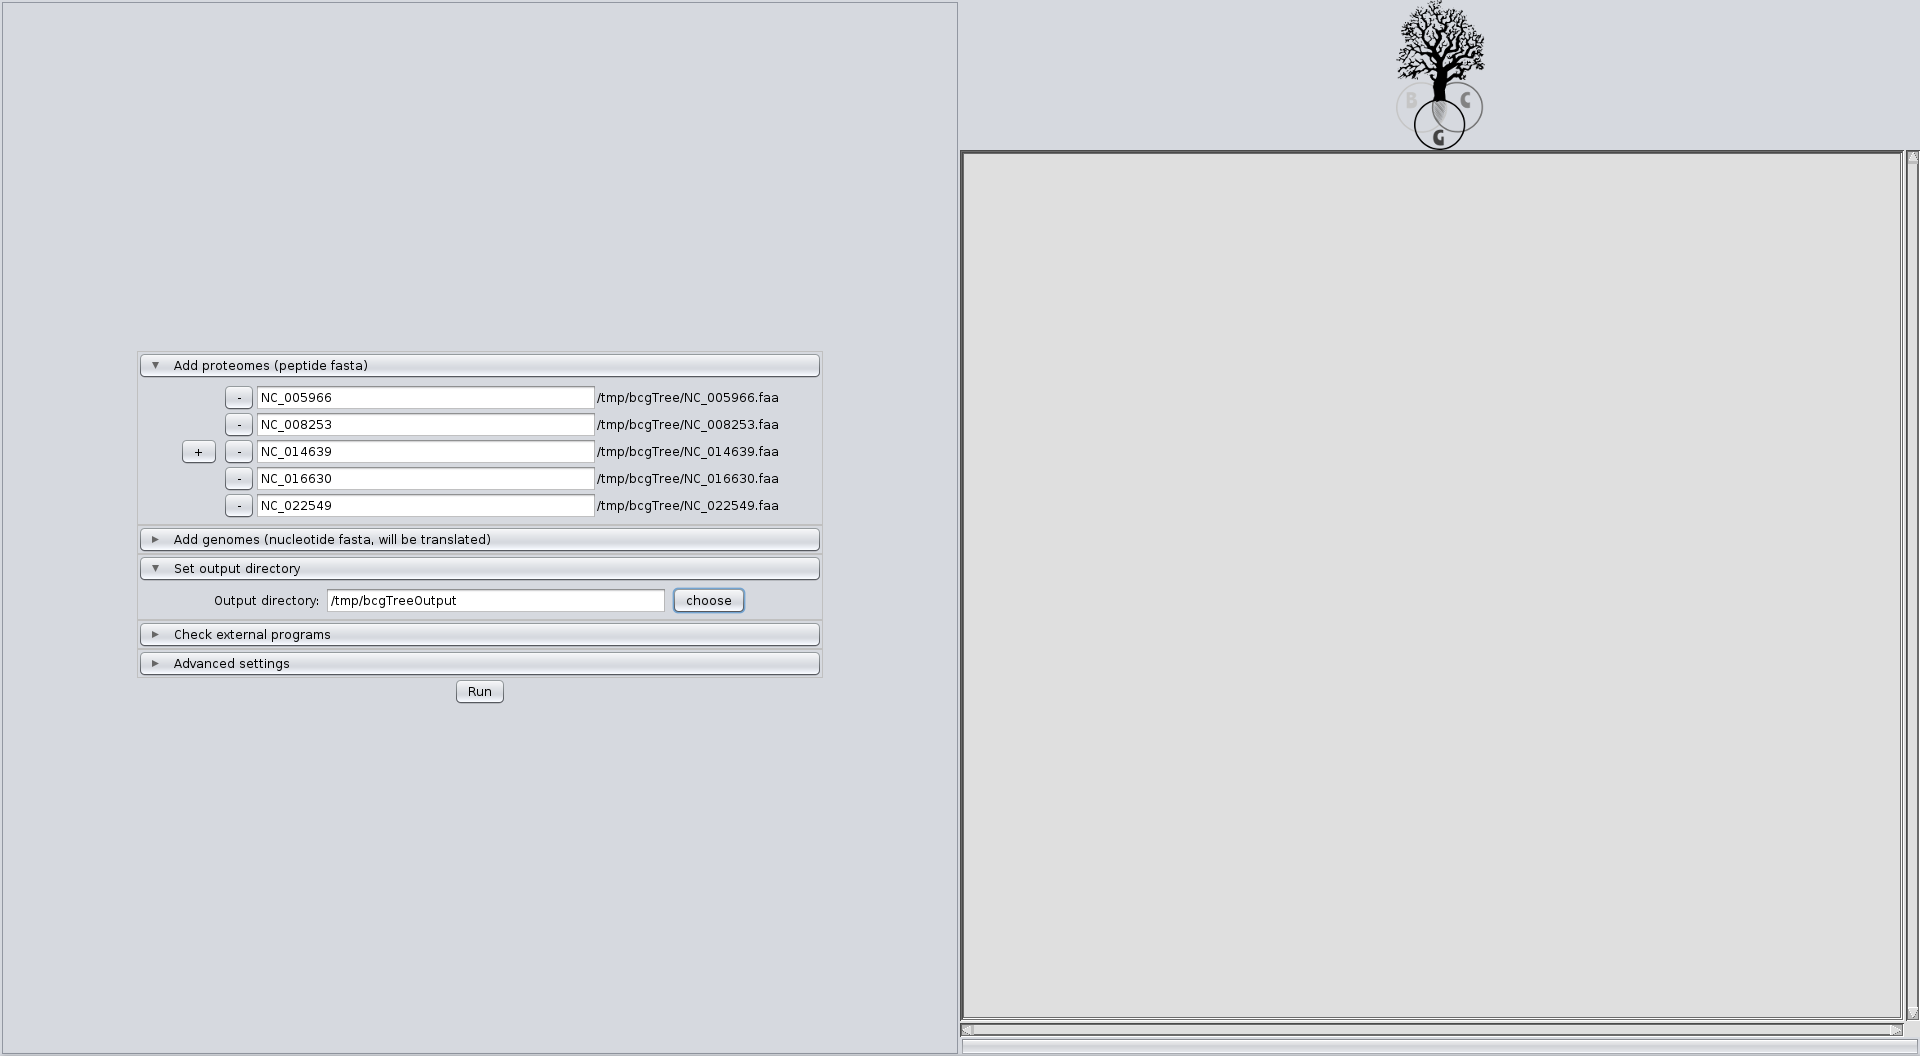 B C
G
Add proteomes (peptide fasta)
- NC_005966 /tmp/bcgTree/NC_005966.faa
- NC_008253 /tmp/bcgTree/NC_008253.faa
+ - NC_014639 /tmp/bcgTree/NC_014639.faa
- NC_016630 /tmp/bcgTree/NC_016630.faa
- NC_022549 /tmp/bcgTree/NC_022549.faa
Add genomes (nucleotide fasta, will be translated)
Set output directory
Output directory: /tmp/bcgTreeOutput choose
Check external programs
Advanced settings
Run